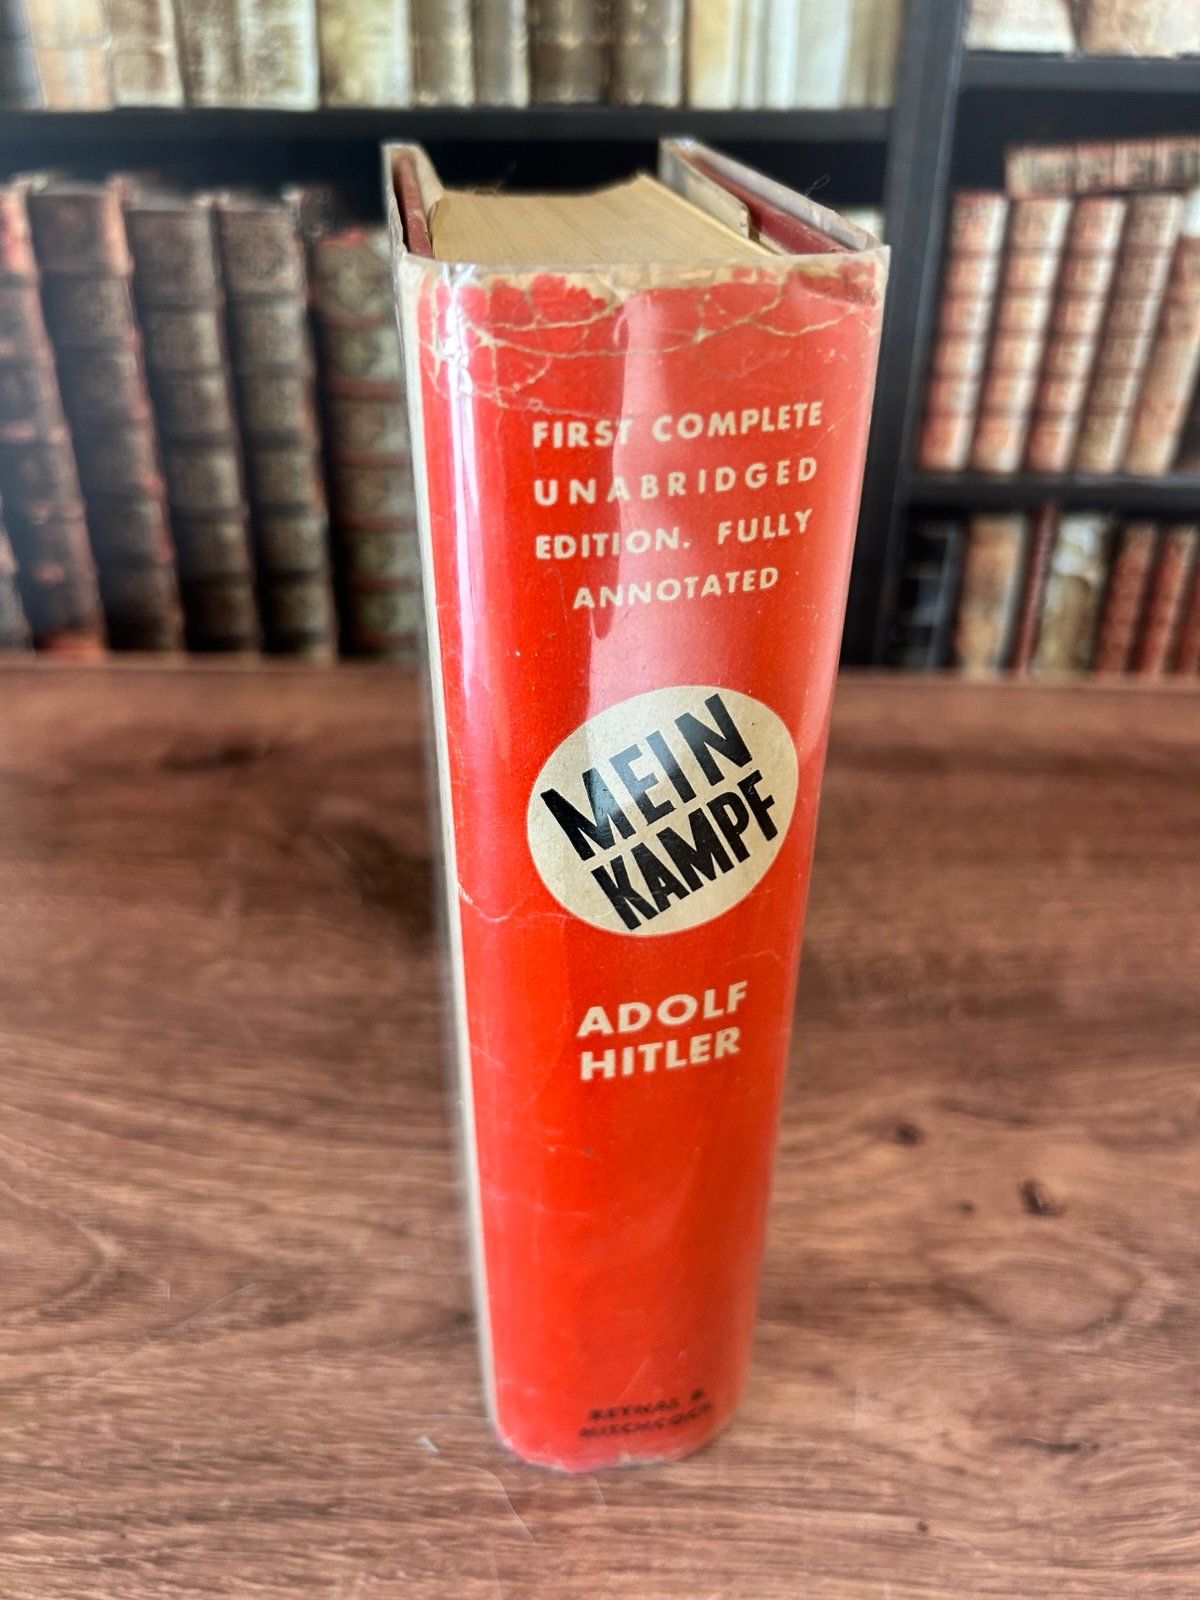 FIRST COMPLETE
UNABRIDGED
EDITION. FULLY
ANNOTATED
MEIN
KAMPF
ADOLF
HITLER
REYNAL &
HITCHCOCK